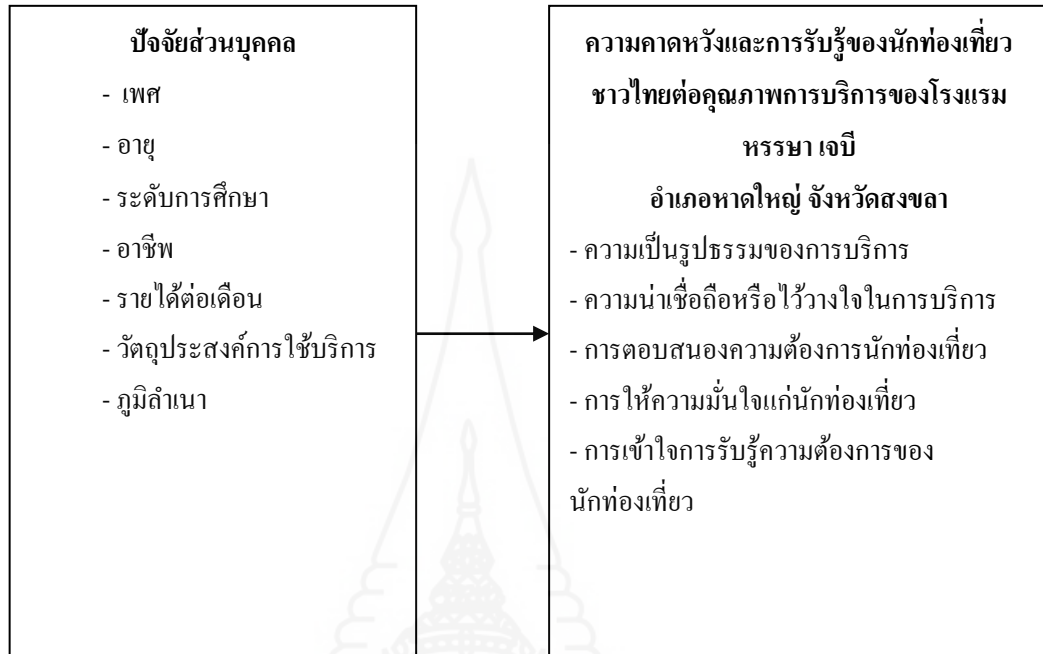 ปัจจัยส่วนบุคคล
- เพศ
- อายุ
- ระดับการศึกษา
- อาชีพ
- รายได้ต่อเดือน
- วัตถุประสงค์การใช้บริการ
- ภูมิลำเนา
ความคาดหวังและการรับรู้ของนักท่องเที่ยว
ชาวไทยต่อคุณภาพการบริการของโรงแรม
หรรษา เจบี
อำเภอหาดใหญ่ จังหวัดสงขลา
- ความเป็นรูปธรรมของการบริการ
- ความน่าเชื่อถือหรือไว้วางใจในการบริการ
- การตอบสนองความต้องการนักท่องเที่ยว
- การให้ความมั่นใจแก่นักท่องเที่ยว
- การเข้าใจการรับรู้ความต้องการของ
นักท่องเที่ยว